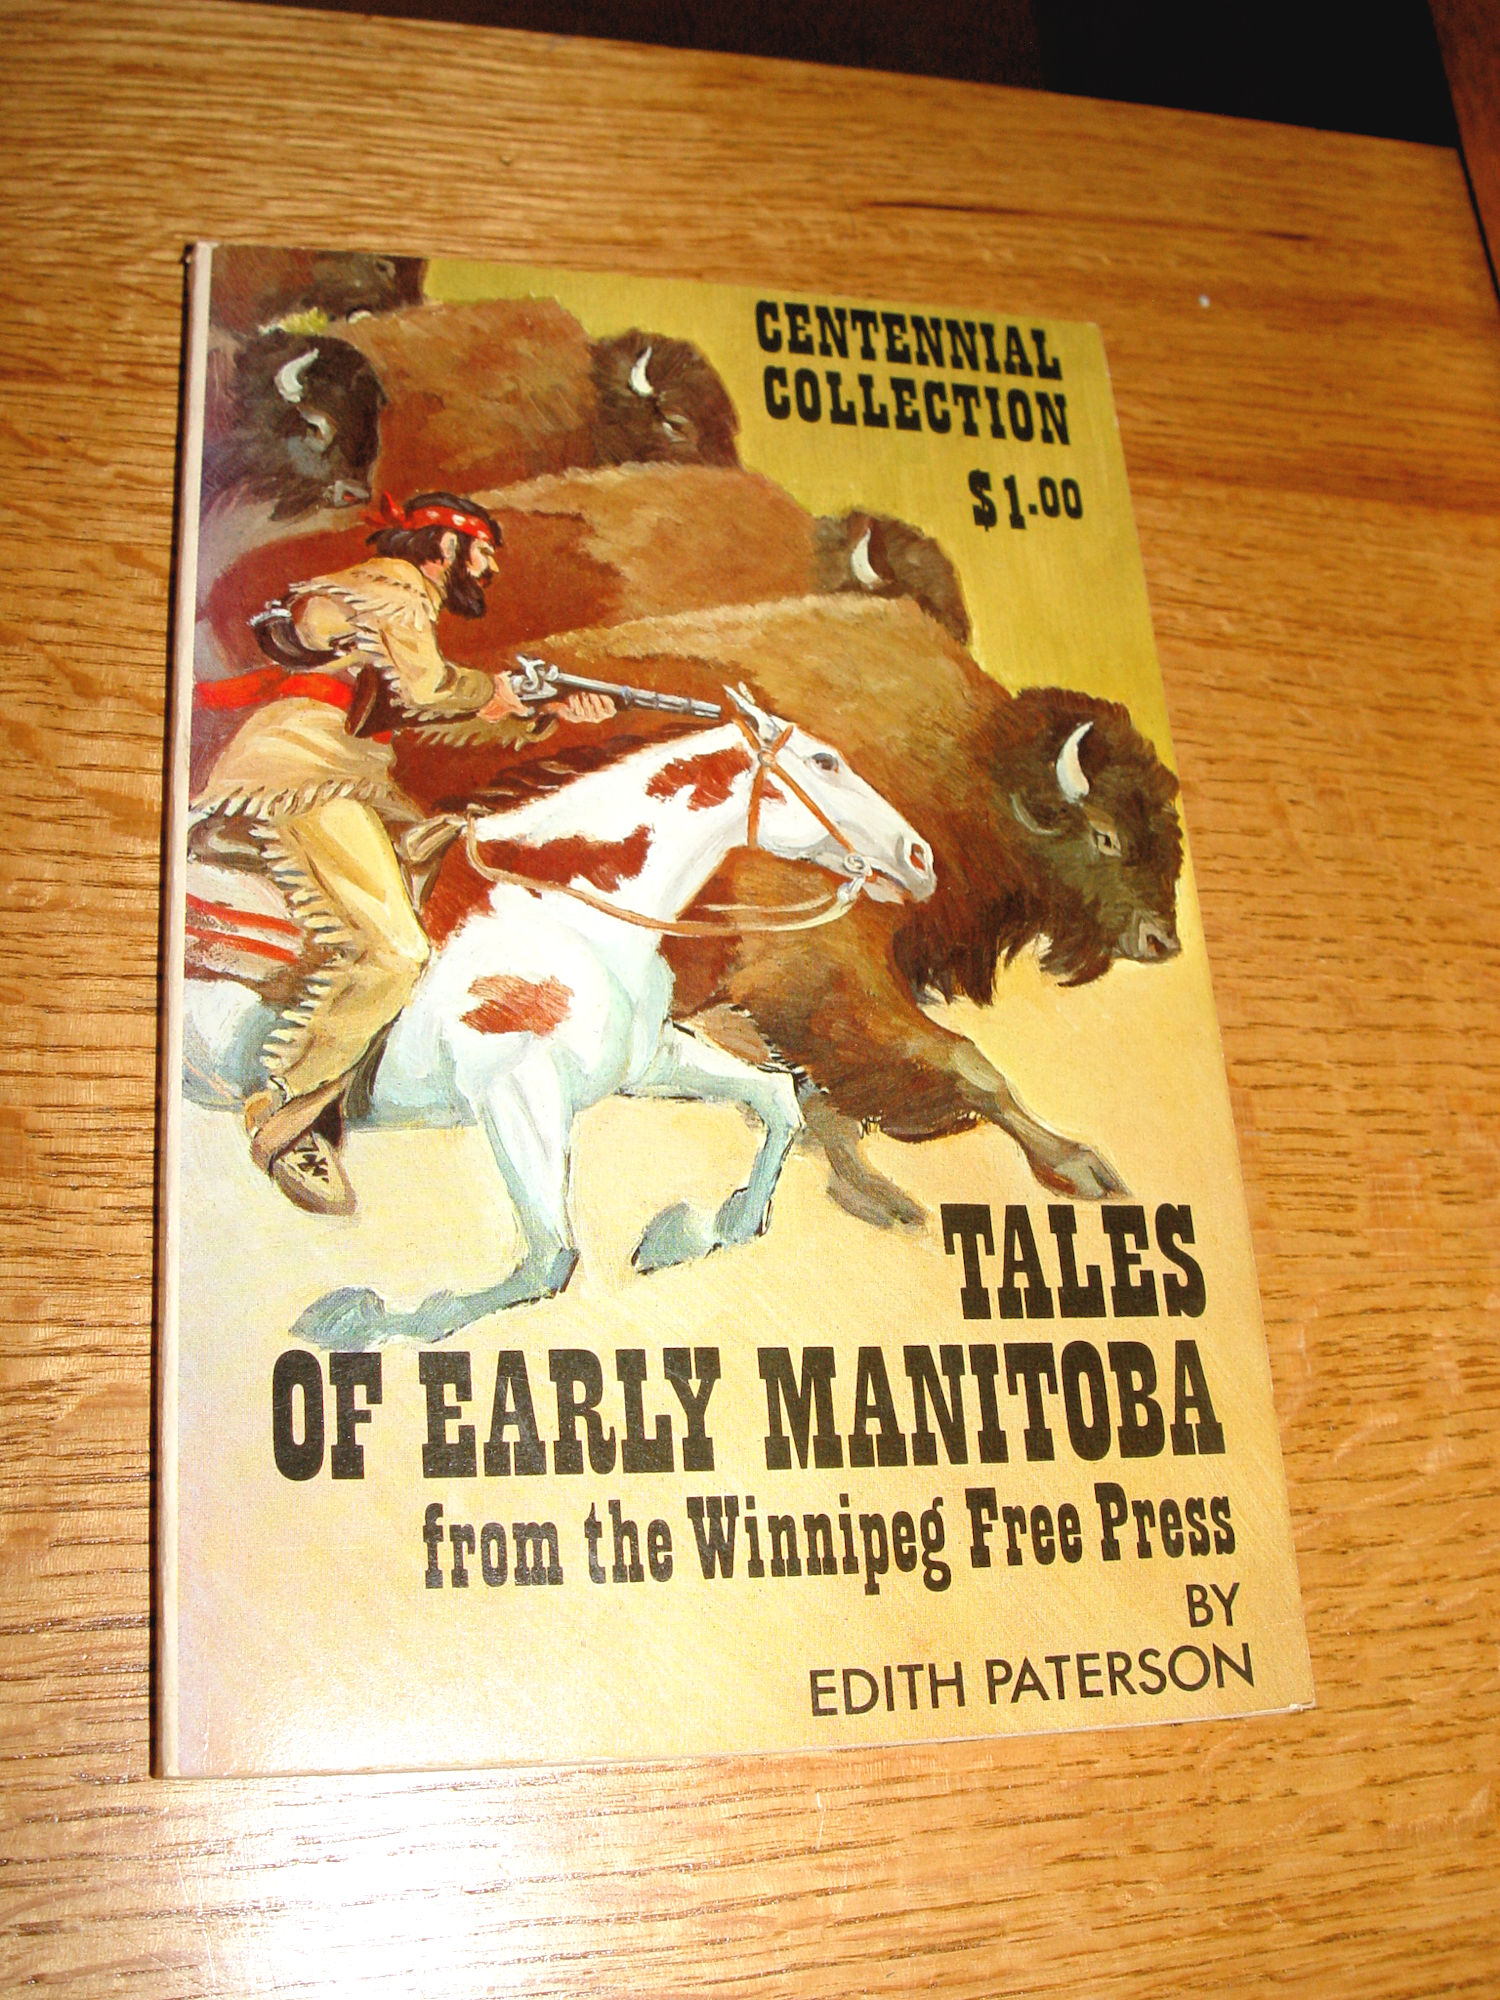 CENTENNIAL
COLLECTION
$1.00
TALES
OF EARLY MANITOBA
from the Winnipeg Free Press
BY
EDITH PATERSON